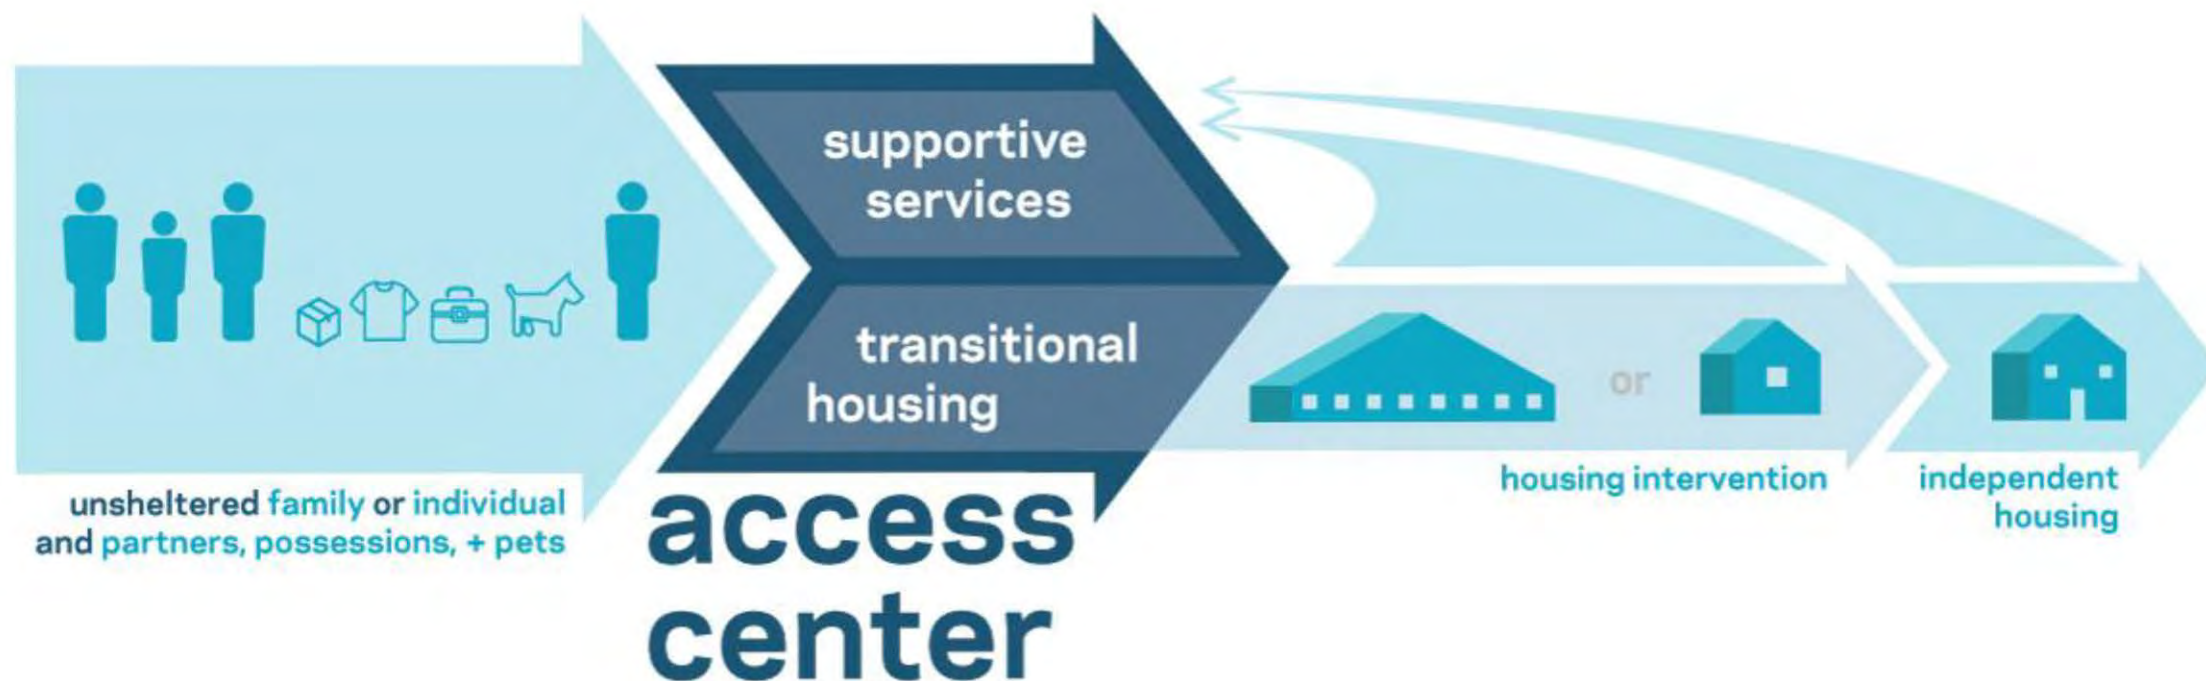 supportive
services
transitional
housing
or
unsheltered family or individual
and partners, possessions, + pets
access
center
housing intervention
independent
housing